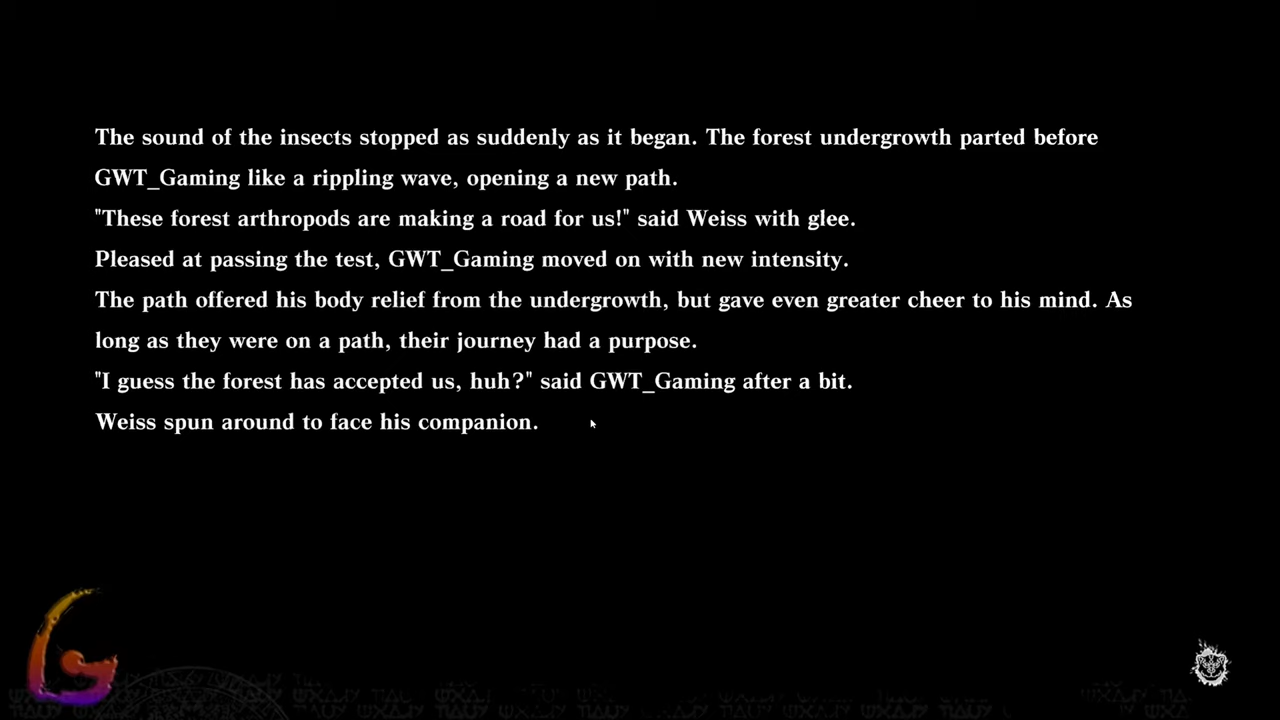 The sound of the insects stopped as suddenly as it began. The forest undergrowth parted before
GWT_Gaming like a rippling wave, opening a new path.
"These forest arthropods are making a road for us!" said Weiss with glee.
Pleased at passing the test, GWT_Gaming moved on with new intensity.
The path offered his body relief from the undergrowth, but gave even greater cheer to his mind. As
long as they were on a path, their journey had a purpose.
"I guess the forest has accepted us, huh?" said GWT_Gaming after a bit.
Weiss spun around to face his companion.